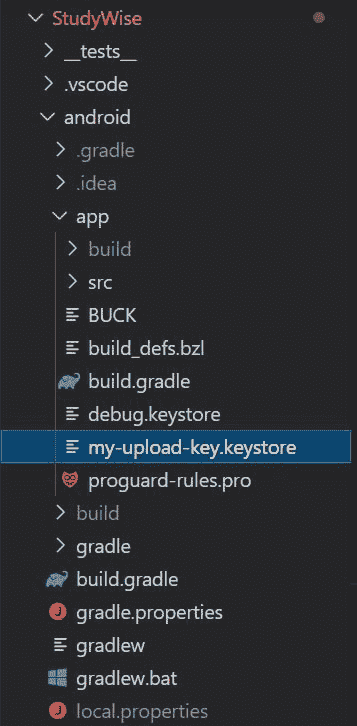 StudyWise
__tests__
.vscode
android
.gradle
.idea
app
build
src
BUCK
build_defs.bzl
build.gradle
debug.keystore
my-upload-key.keystore
proguard-rules.pro
build
gradle
build.gradle
gradle.properties
gradlew
gradlew.bat
local.properties